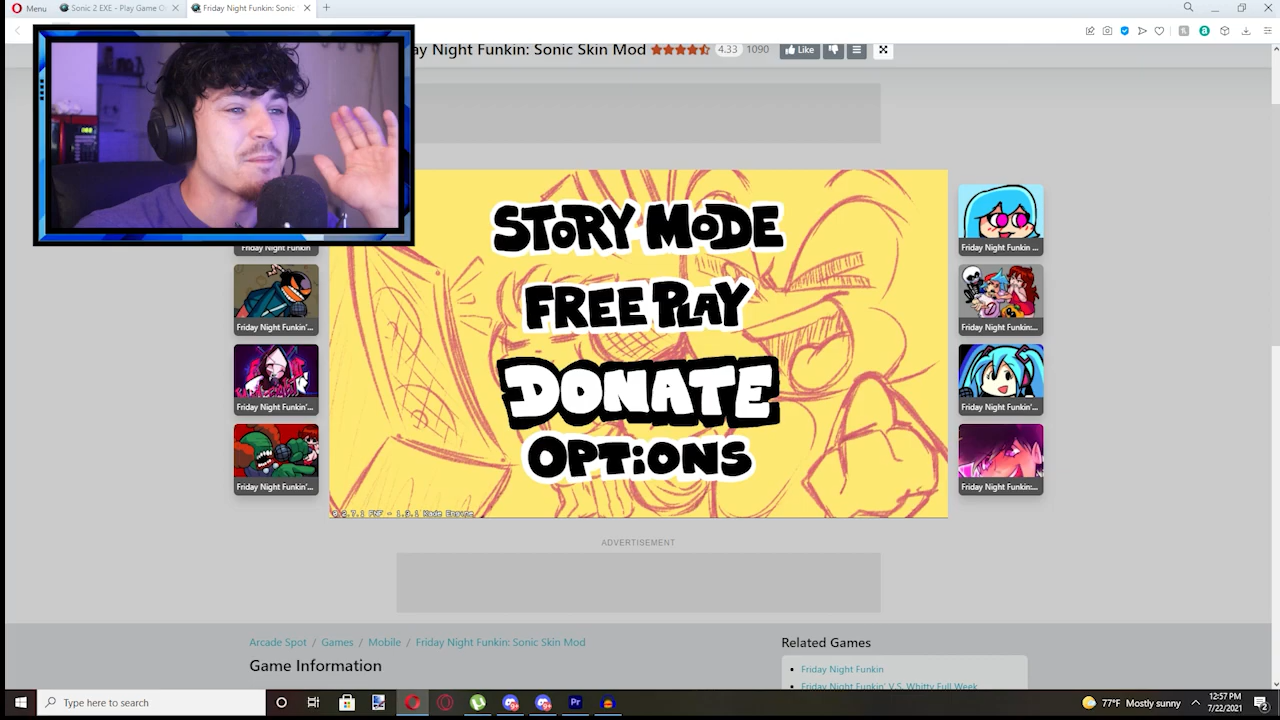 Menu
Sonic 2 EXE - Play Game O
Friday Night Funkin: Sonic
ay Night Funkin: Sonic Skin Mod
4.33
1090
Like
STORY MODE
FREEPLAY
DONATE
OPTIONS
Friday Night Funkin
Friday Night Funkin'...
Friday Night Funkin'...
Friday Night Funkin'...
Friday Night Funkin ...
Friday Night Funkin:...
Friday Night Funkin'...
Friday Night Funkin:...
ADVERTISEMENT
Arcade Spot / Games / Mobile / Friday Night Funkin: Sonic Skin Mod
Game Information
Related Games
Friday Night Funkin
Friday Night Funkin' V.S. Whitty Full Week
Type here to search
77°F Mostly sunny
12:57 PM
7/22/2021
2